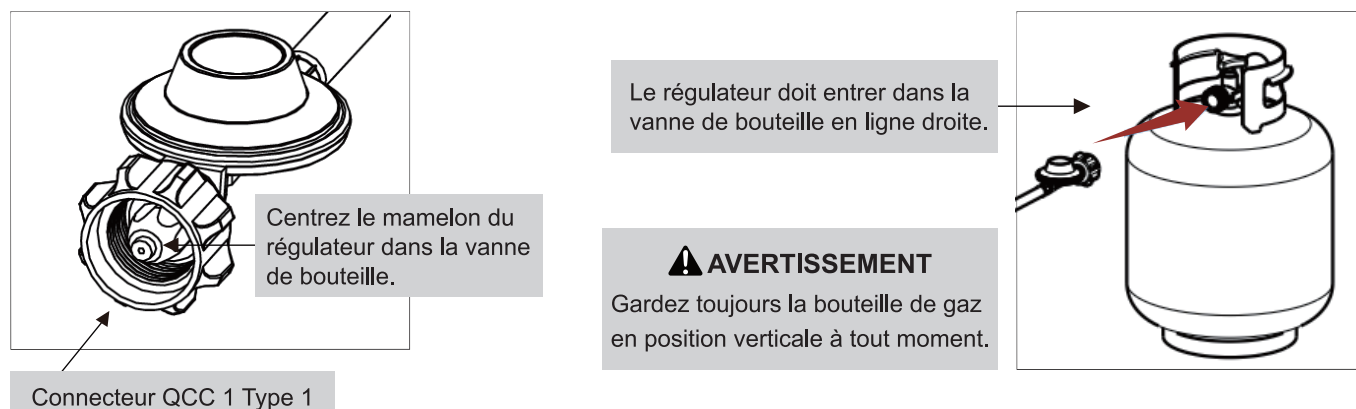 Centrez le mamelon du
régulateur dans la vanne
de bouteille.
Connecteur QCC 1 Type 1
Le régulateur doit entrer dans la
vanne de bouteille en ligne droite.
AVERTISSEMENT
Gardez toujours la bouteille de gaz
en position verticale à tout moment.